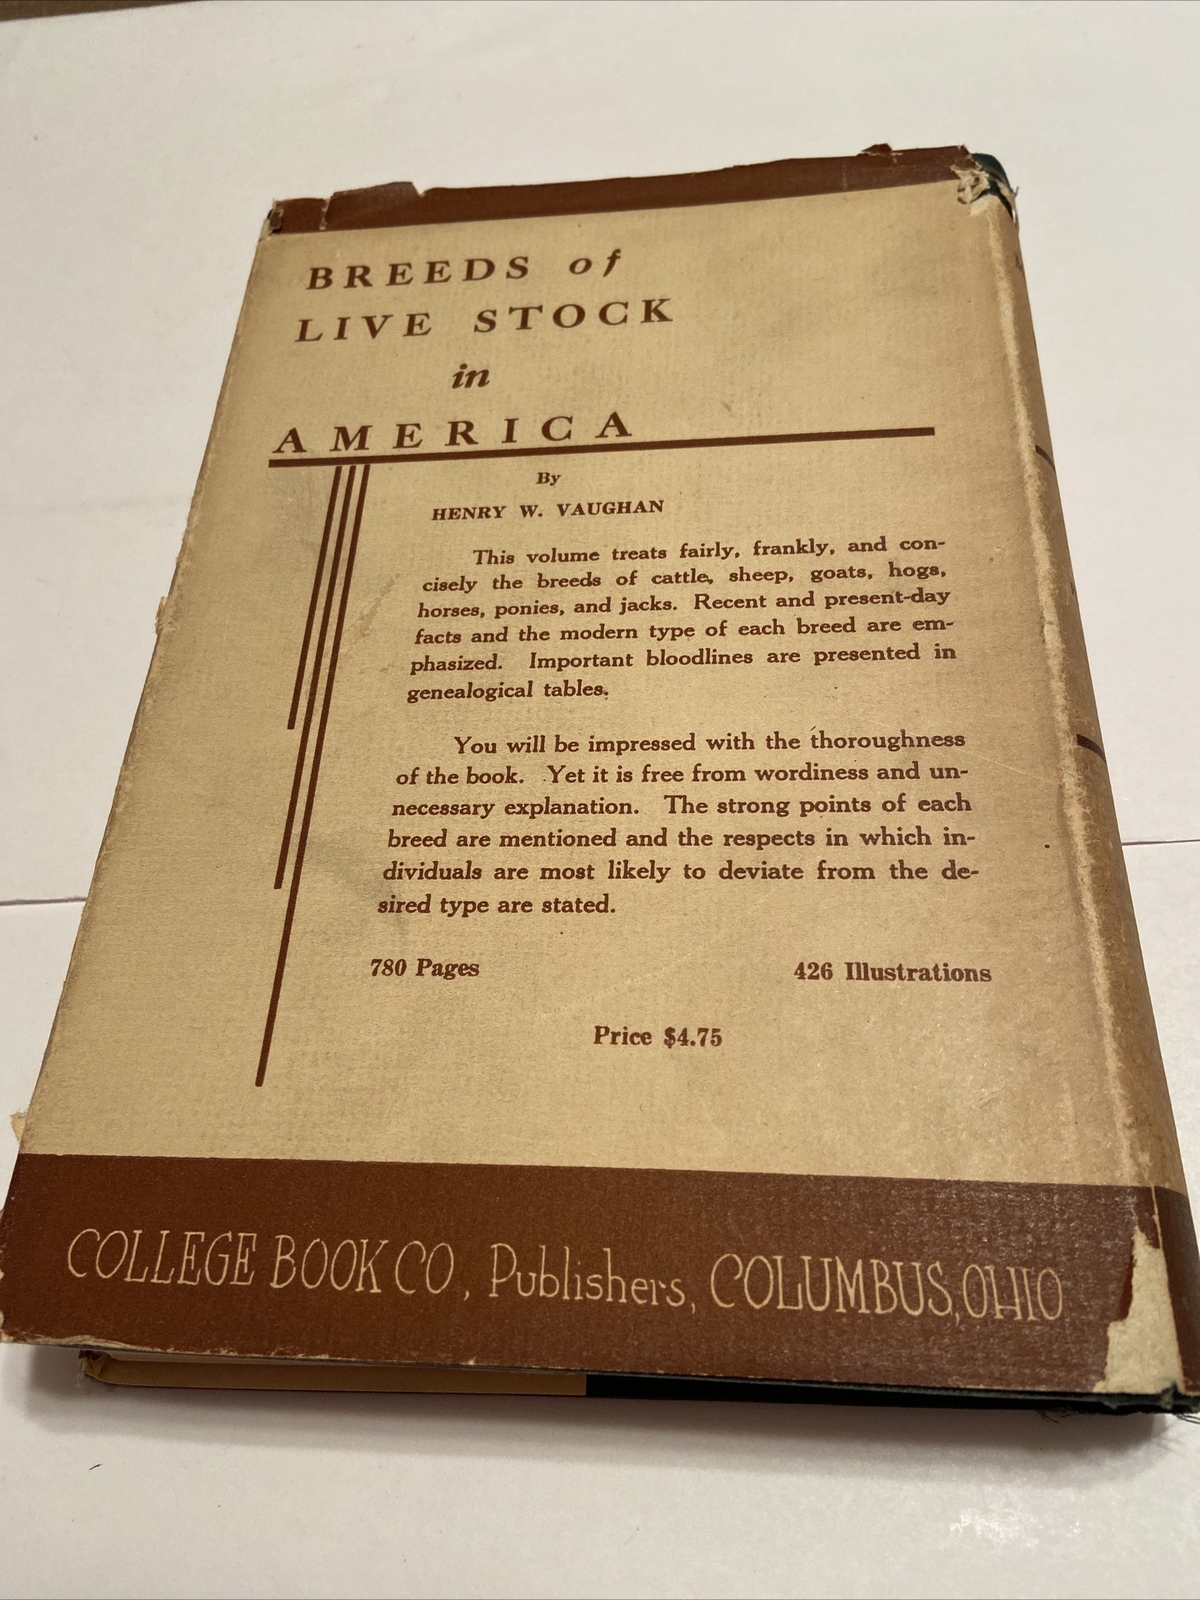 BREEDS of
LIVE STOCK
in
AMERICA
By
HENRY W. VAUGHAN
This volume treats fairly, frankly, and con-
cisely the breeds of cattle, sheep, goats, hogs,
horses, ponies, and jacks. Recent and present-day
facts and the modern type of each breed are em-
phasized. Important bloodlines are presented in
genealogical tables.
You will be impressed with the thoroughness
of the book. Yet it is free from wordiness and un-
necessary explanation. The strong points of each
breed are mentioned and the respects in which in-
dividuals are most likely to deviate from the de-
sired type are stated.
780 Pages 426 Illustrations
Price $4.75
COLLEGE BOOK CO., Publishers, COLUMBUS, OHIO